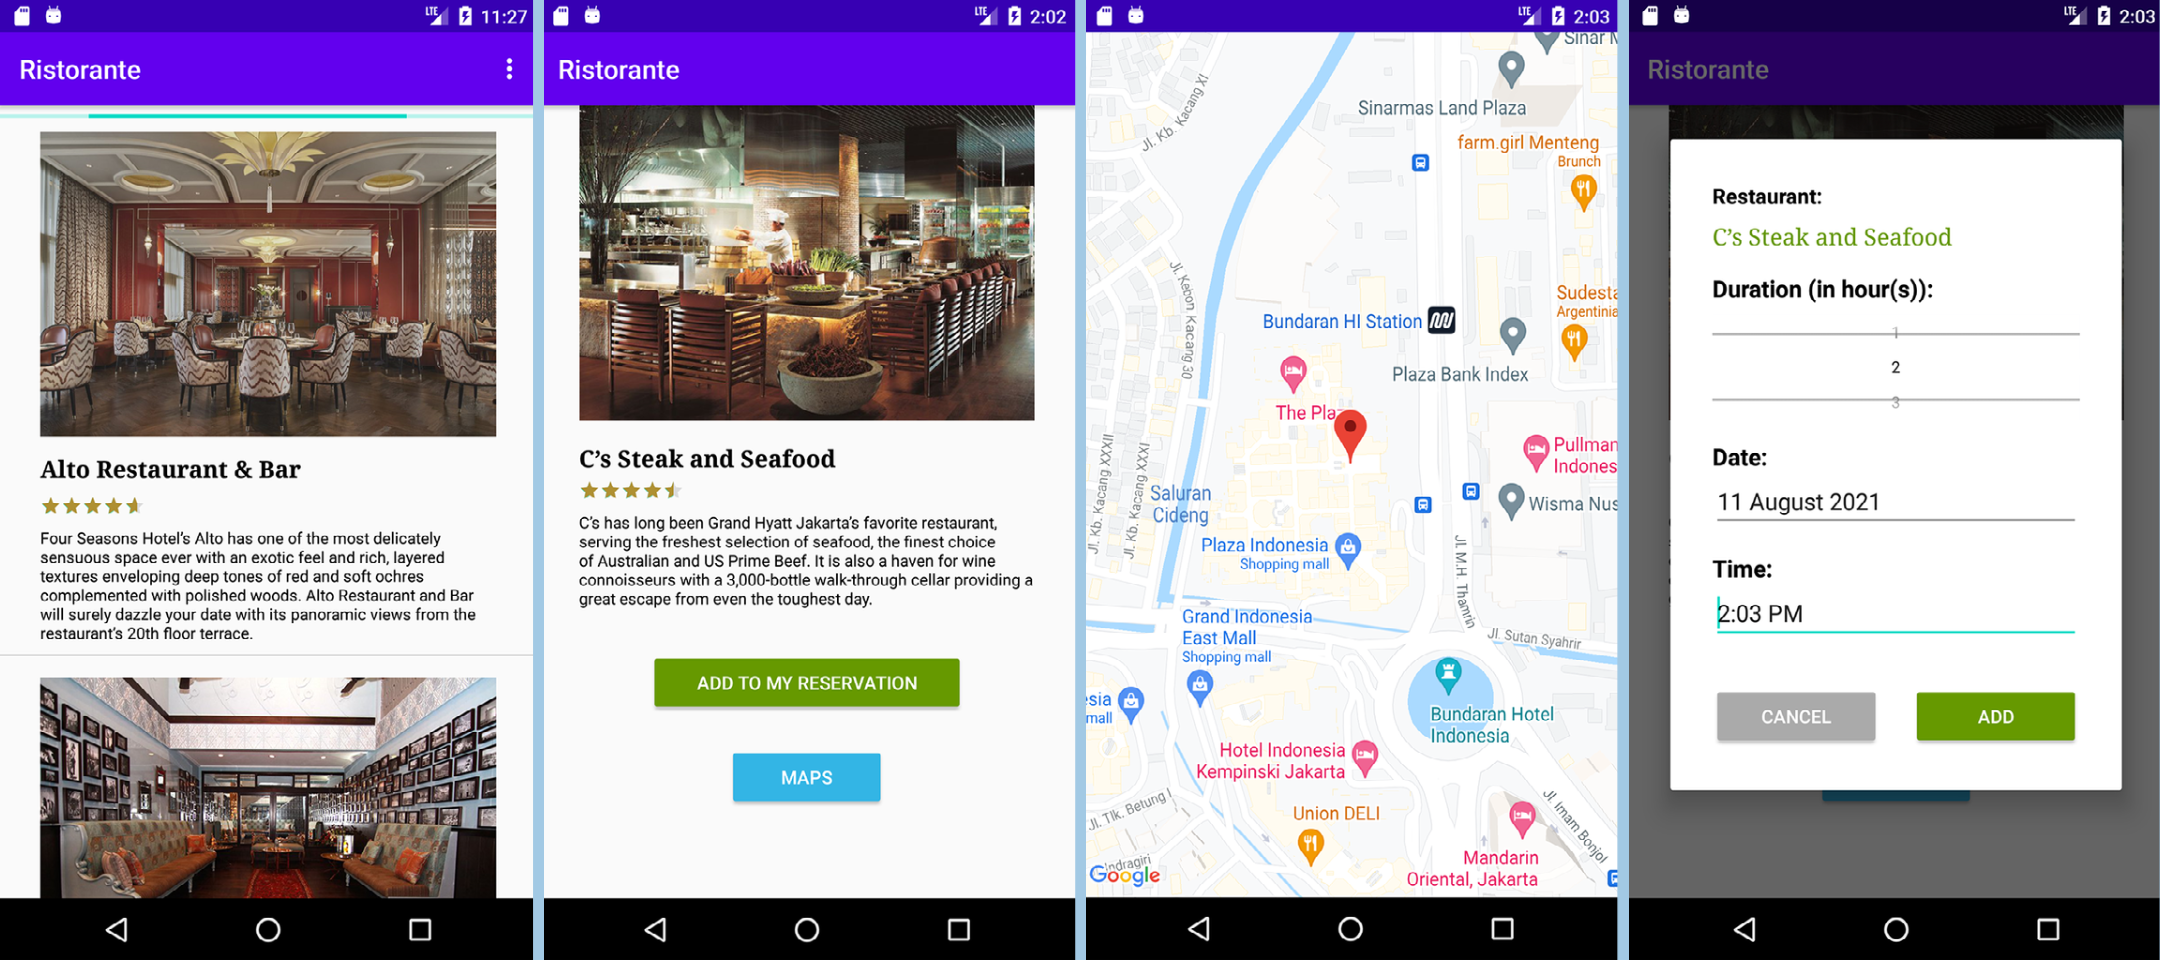 LTE 11:27
Ristorante
Alto Restaurant & Bar
Four Seasons Hotel's Alto has one of the most delicately
sensuous space ever with an exotic feel and rich, layered
textures enveloping deep tones of red and soft ochres
complemented with polished woods. Alto Restaurant and Bar
will surely dazzle your date with its panoramic views from the
restaurant's 20th floor terrace.
LTE 2:02
Ristorante
C's Steak and Seafood
C's has long been Grand Hyatt Jakarta's favorite restaurant,
serving the freshest selection of seafood, the finest choice
of Australian and US Prime Beef. It is also a haven for wine
connoisseurs with a 3,000-bottle walk-through cellar providing a
great escape from even the toughest day.
ADD TO MY RESERVATION
MAPS
LTE 2:03
Sinar M
Jl. Kb. Kacang XI
Sinarmas Land Plaza
farm.girl Menteng
Brunch
Jl. Kebon Kacang 30
Sudesta
Argentinia
Bundaran HI Station
Plaza Bank Index
The Pla
Pullman
Indones
Jl. Kb. Kacang XXXII
Jl. Kb. Kacang XXXI
Saluran
Cideng
Wisma Nus
Plaza Indonesia
Shopping mall
Jl. M.H. Thamrin
Grand Indonesia
East Mall
Shopping mall
Jl. Sutan Syahrir
esia
mall
Bundaran Hotel
Indonesia
Hotel Indonesia
Kempinski Jakarta
Jl. Tlk. Betung I
Union DELI
Jl. Imam Bonjol
Indragiri
Mandarin
Oriental, Jakarta
Google
LTE 2:03
Ristorante
Restaurant:
C's Steak and Seafood
Duration (in hour(s)):
1
2
3
Date:
11 August 2021
Time:
2:03 PM
CANCEL ADD